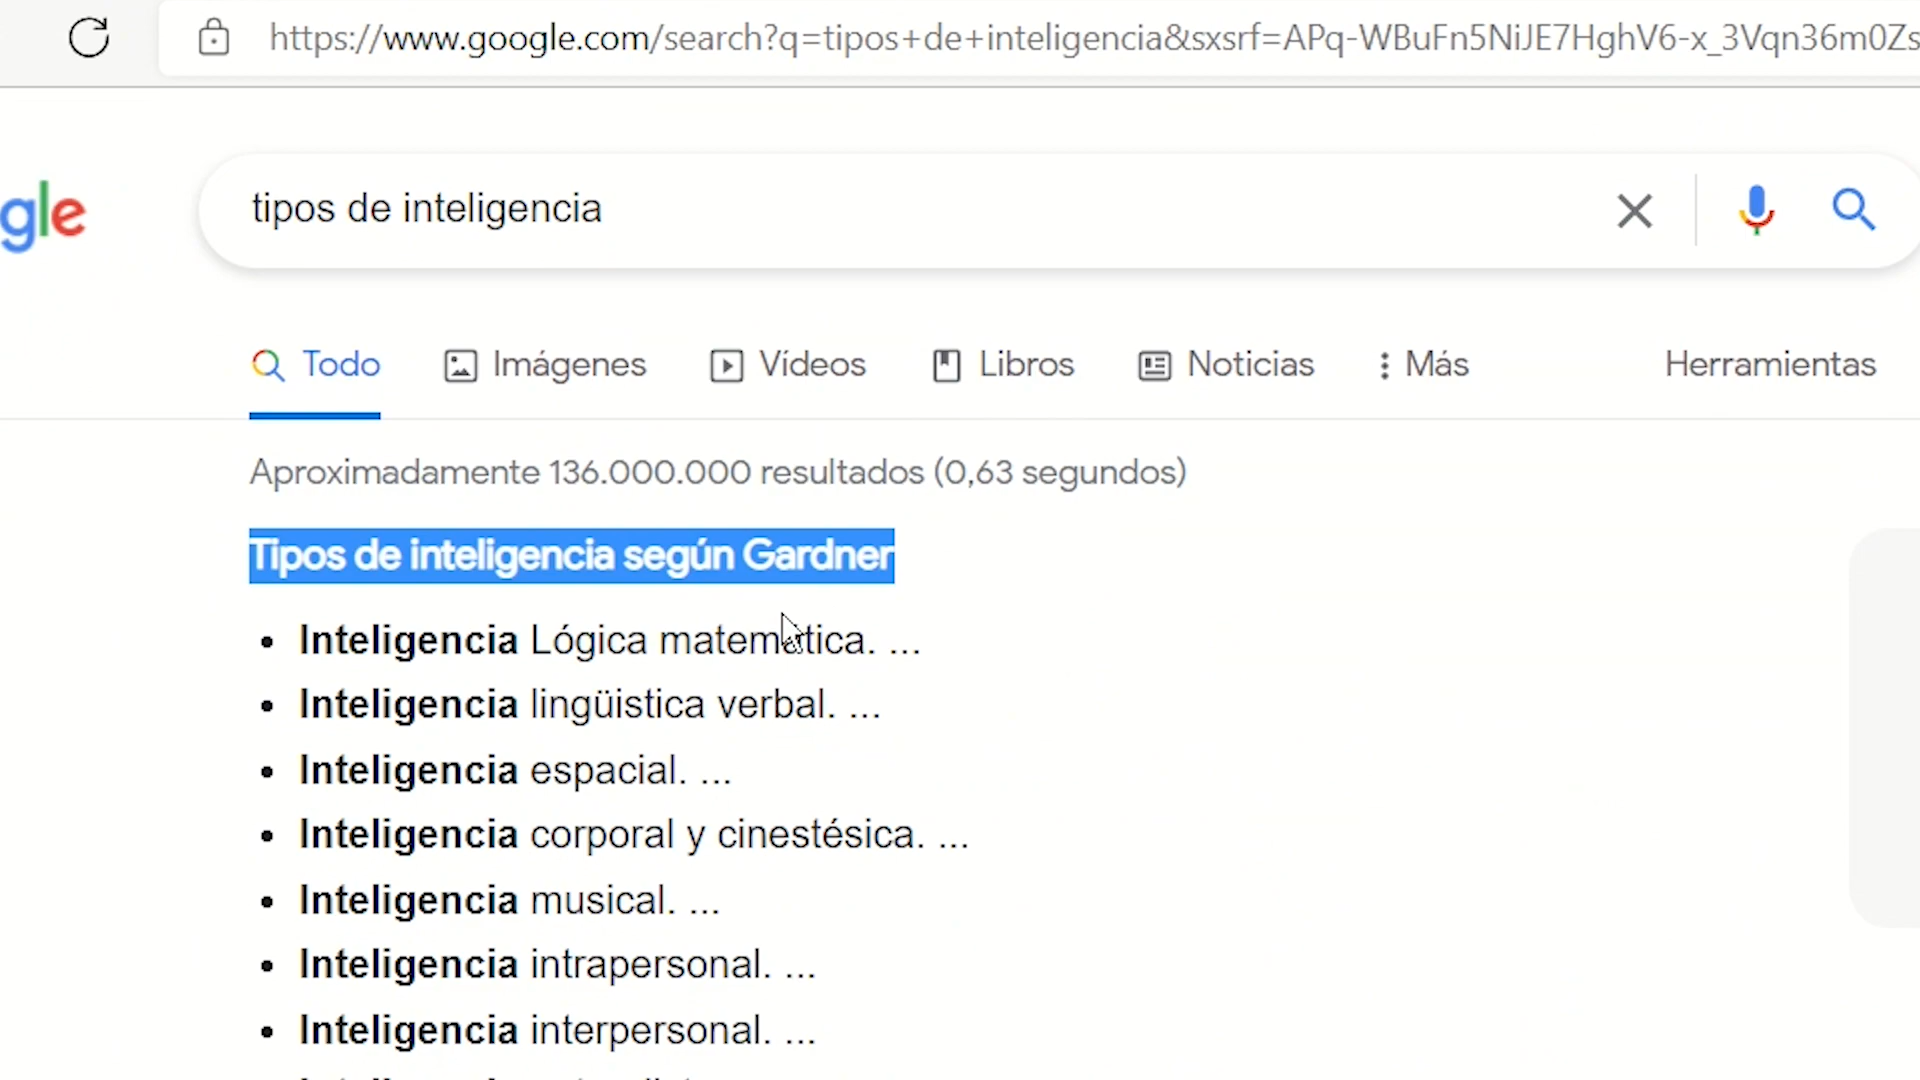 https://www.google.com/search?q=tipos+de+inteligencia&sxsrf=APq-WBuFn5NiJE7HghV6-x_3Vqn36m0Zs
gle
tipos de inteligencia
Todo Imágenes Vídeos Libros Noticias Más Herramientas
Aproximadamente 136.000.000 resultados (0,63 segundos)
Tipos de inteligencia según Gardner
• Inteligencia Lógica matemática. ...
• Inteligencia lingüistica verbal. ...
• Inteligencia espacial. ...
• Inteligencia corporal y cinestésica. ...
• Inteligencia musical. ...
• Inteligencia intrapersonal. ...
• Inteligencia interpersonal. ...